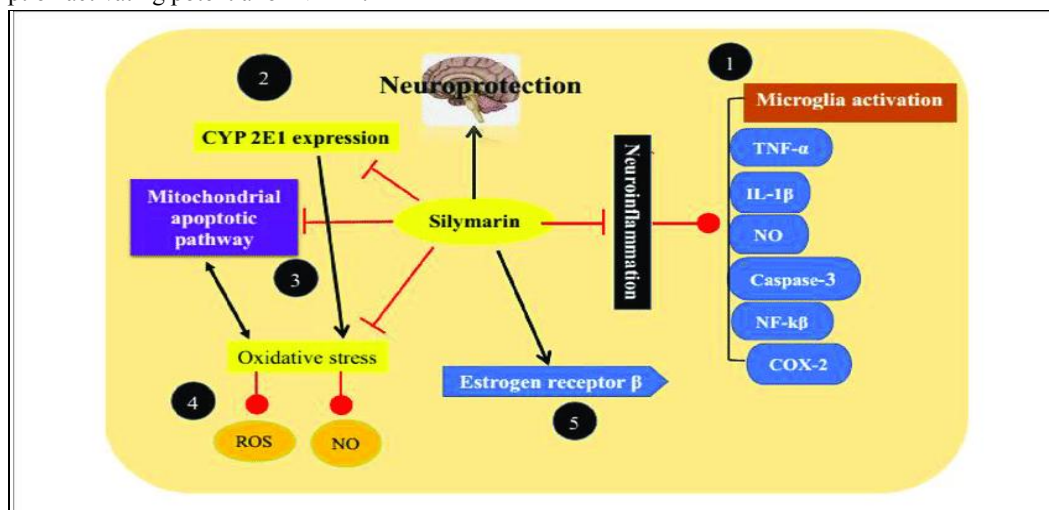 1
2
Neuroprotection
Microglia activation
CYP 2E1 expression
TNF-α
Mitochondrial
apoptotic
pathway
IL-1β
Silymarin
Neuroinflammation
NO
3
Caspase-3
NF-kβ
Oxidative stress
COX-2
Estrogen receptor β
4
5
ROS
NO